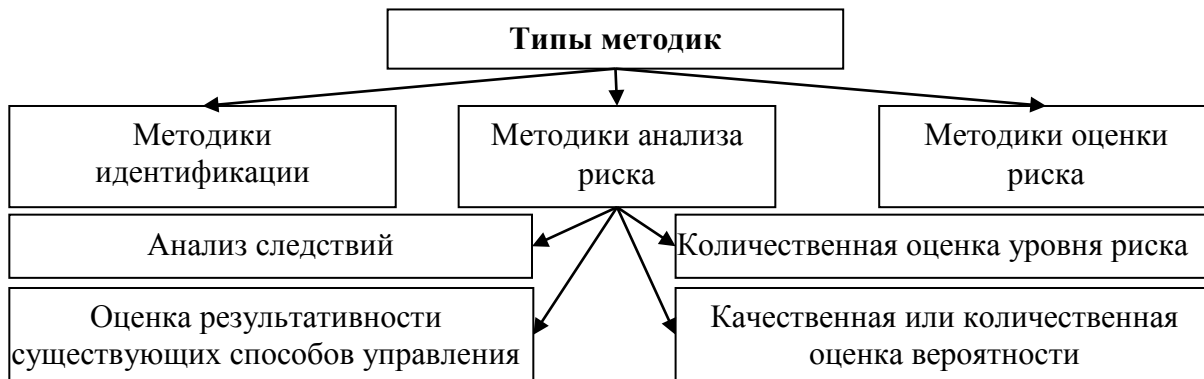 Типы методик
Методики
идентификации
Методики анализа
риска
Методики оценки
риска
Анализ следствий
Количественная оценка уровня риска
Оценка результативности
существующих способов управления
Качественная или количественная
оценка вероятности